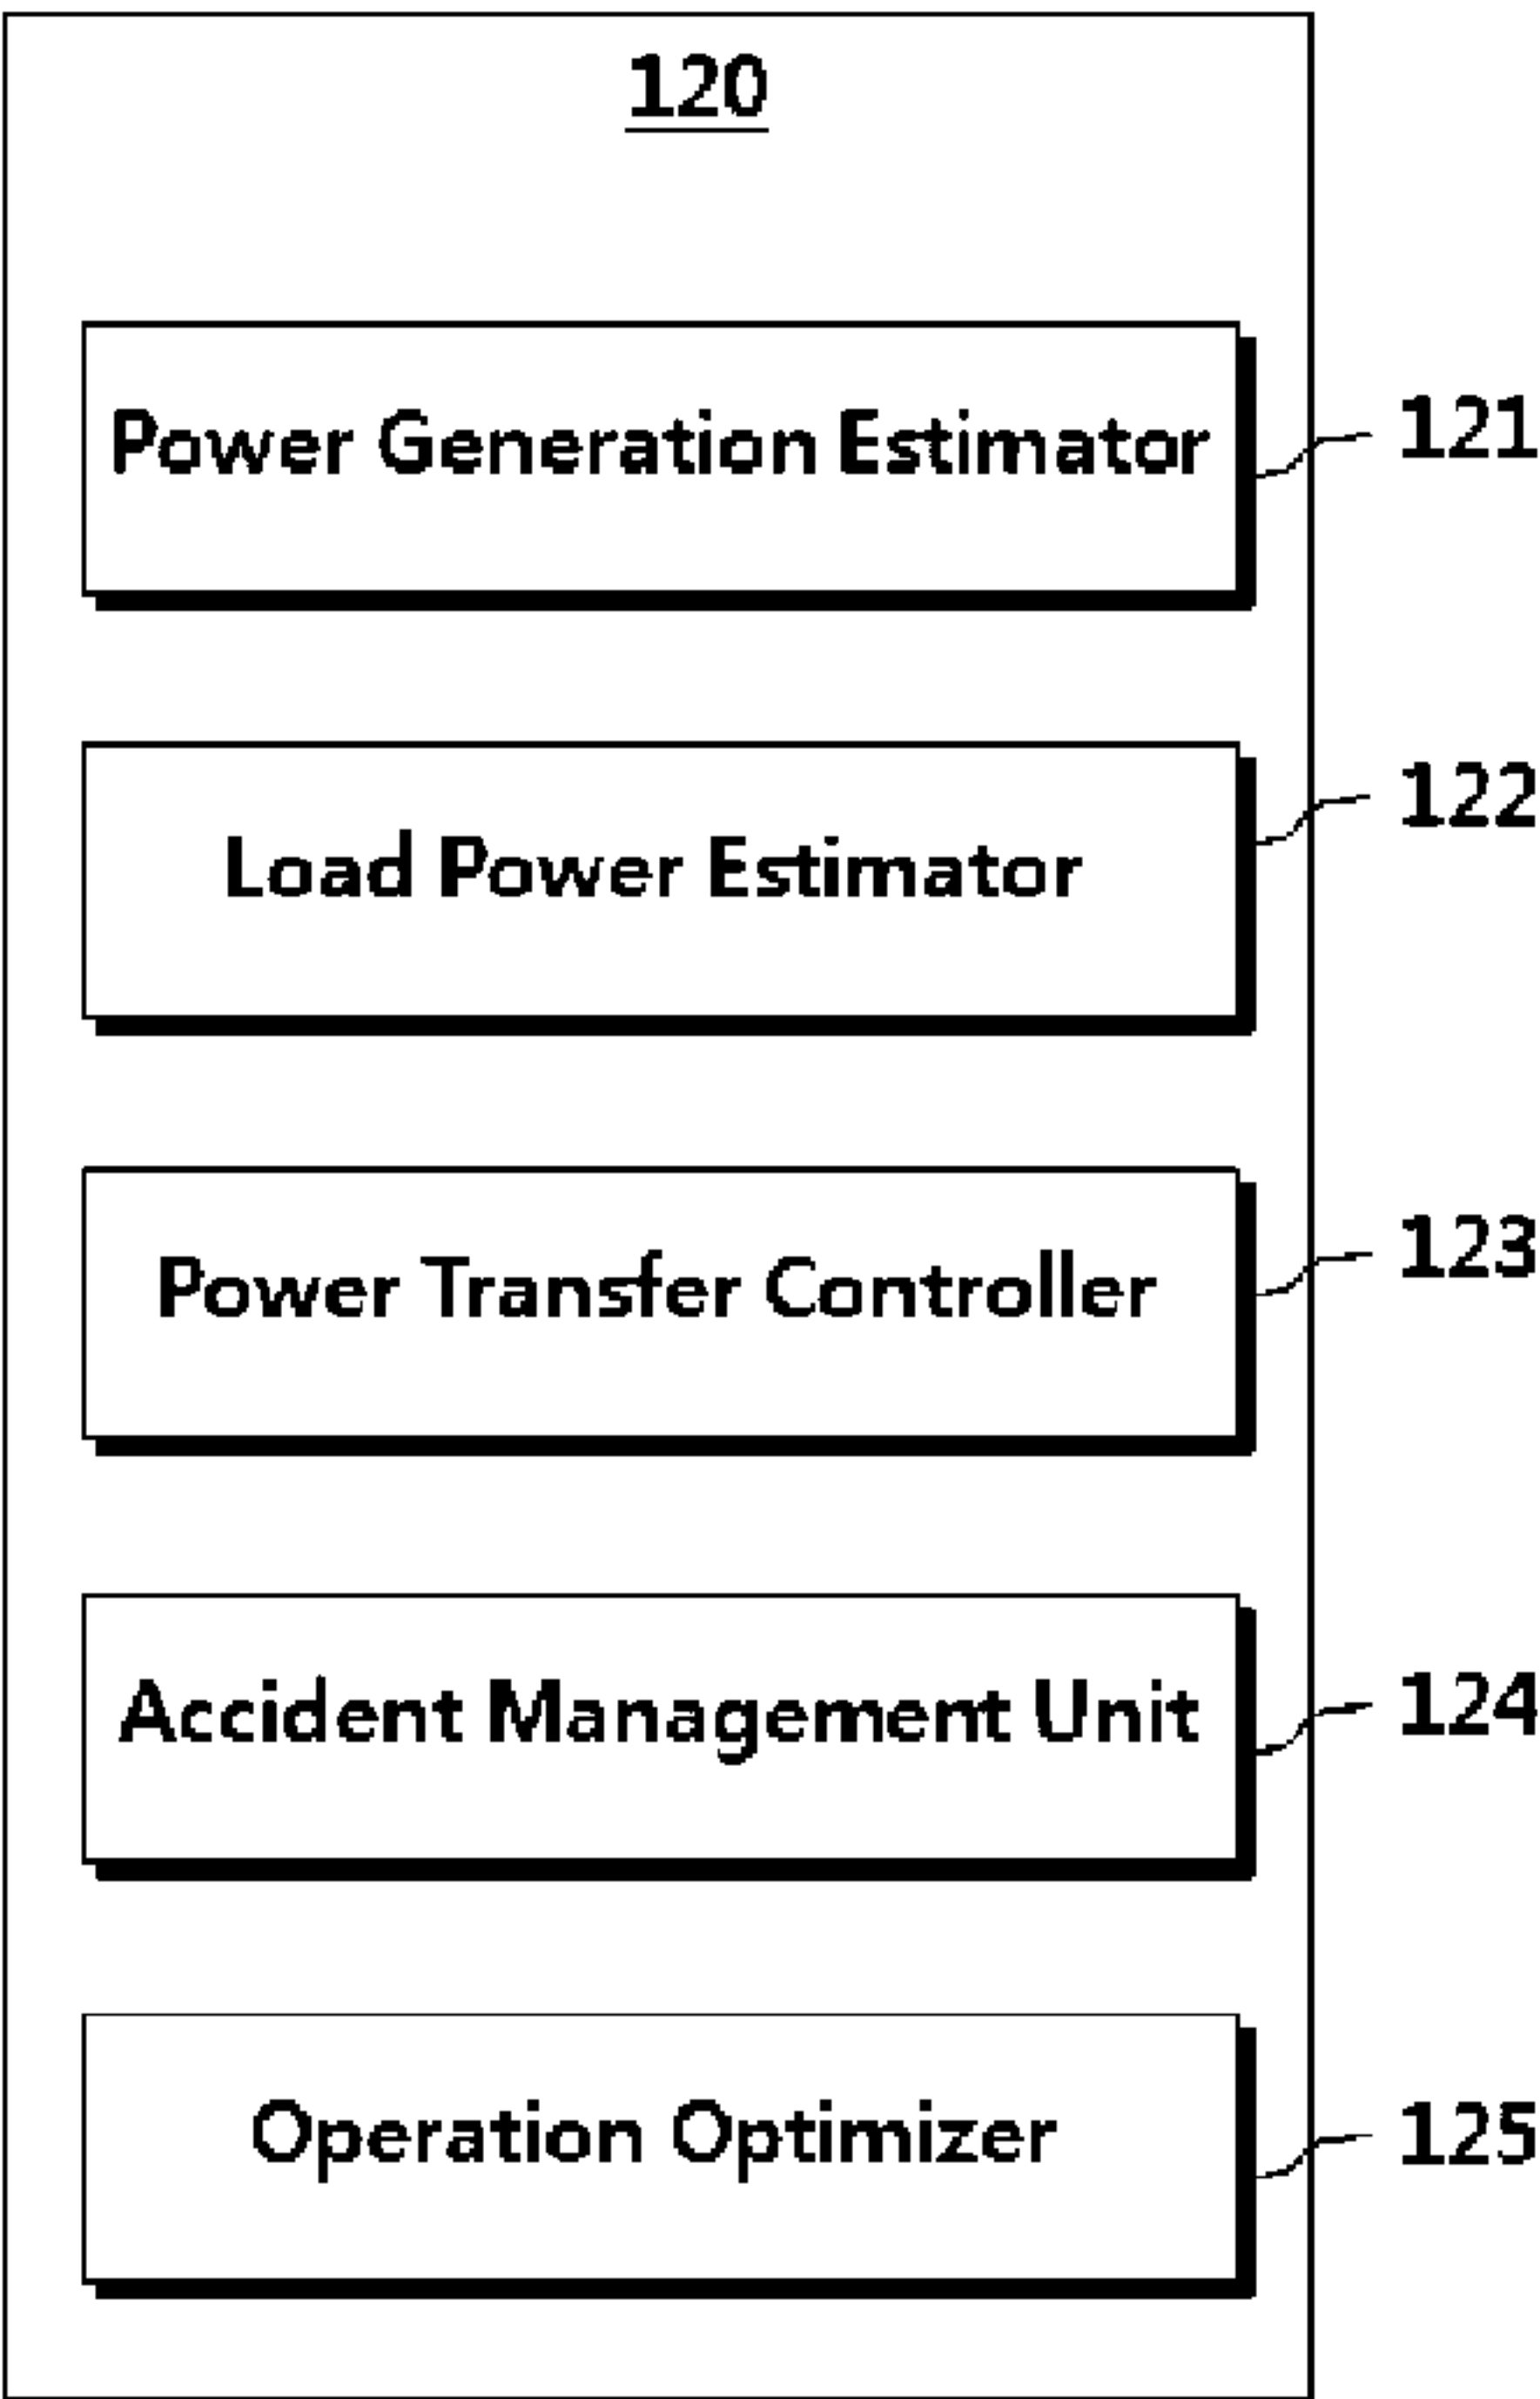 120
Power Generation Estimator
121
Load Power Estimator
122
Power Transfer Controller
123
Accident Management Unit
124
Operation Optimizer
125